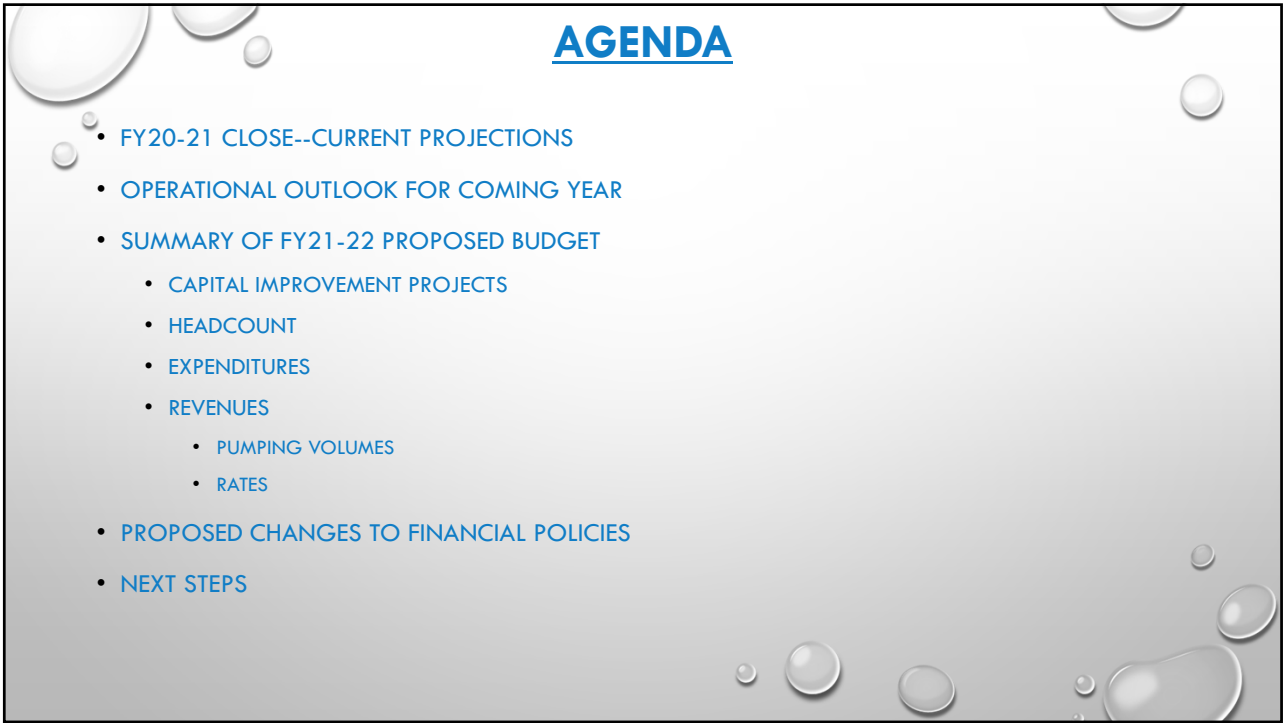 AGENDA
• FY20-21 CLOSE--CURRENT PROJECTIONS
• OPERATIONAL OUTLOOK FOR COMING YEAR
• SUMMARY OF FY21-22 PROPOSED BUDGET
• CAPITAL IMPROVEMENT PROJECTS
• HEADCOUNT
• EXPENDITURES
• REVENUES
• PUMPING VOLUMES
• RATES
• PROPOSED CHANGES TO FINANCIAL POLICIES
• NEXT STEPS